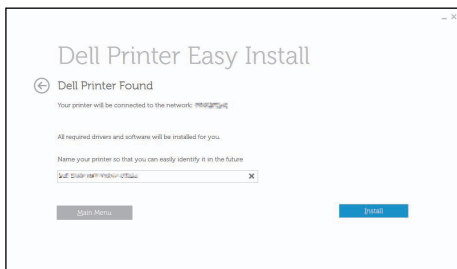 Dell Printer Easy Install
Dell Printer Found
Your printer will be connected to the network:
All required drivers and software will be installed for you.
Name your printer so that you can easily identify it in the future
Main Menu
Install